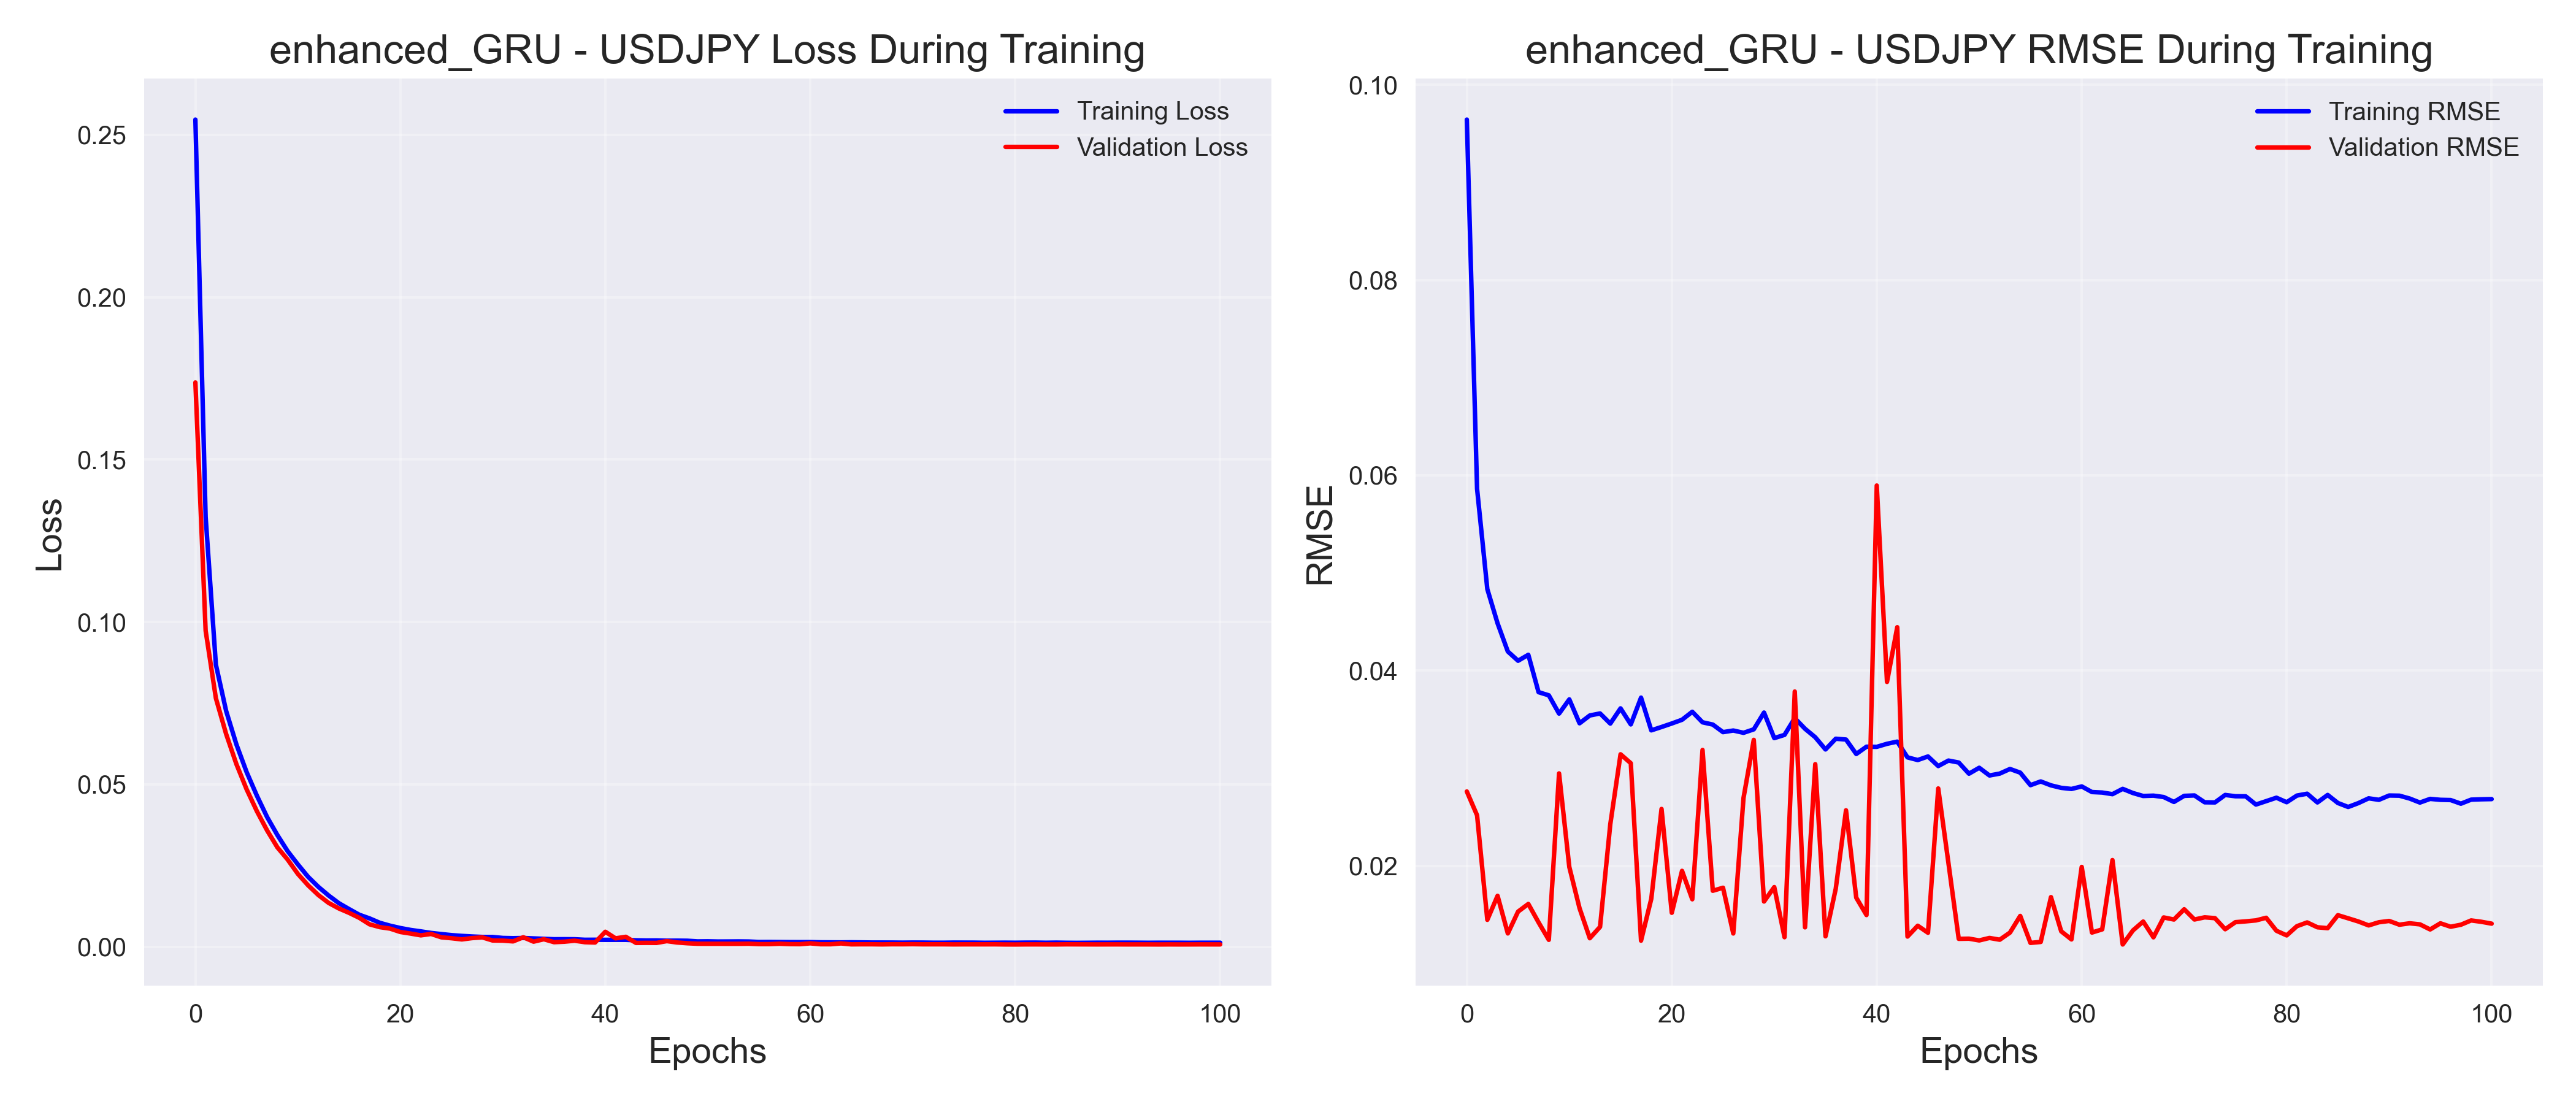 enhanced_GRU - USDJPY Loss During Training
Training Loss
Validation Loss
0.25
0.20
0.15
0.10
0.05
0.00
Loss
0 20 40 60 80 100
Epochs
enhanced_GRU - USDJPY RMSE During Training
Training RMSE
Validation RMSE
0.10
0.08
0.06
0.04
0.02
RMSE
0 20 40 60 80 100
Epochs